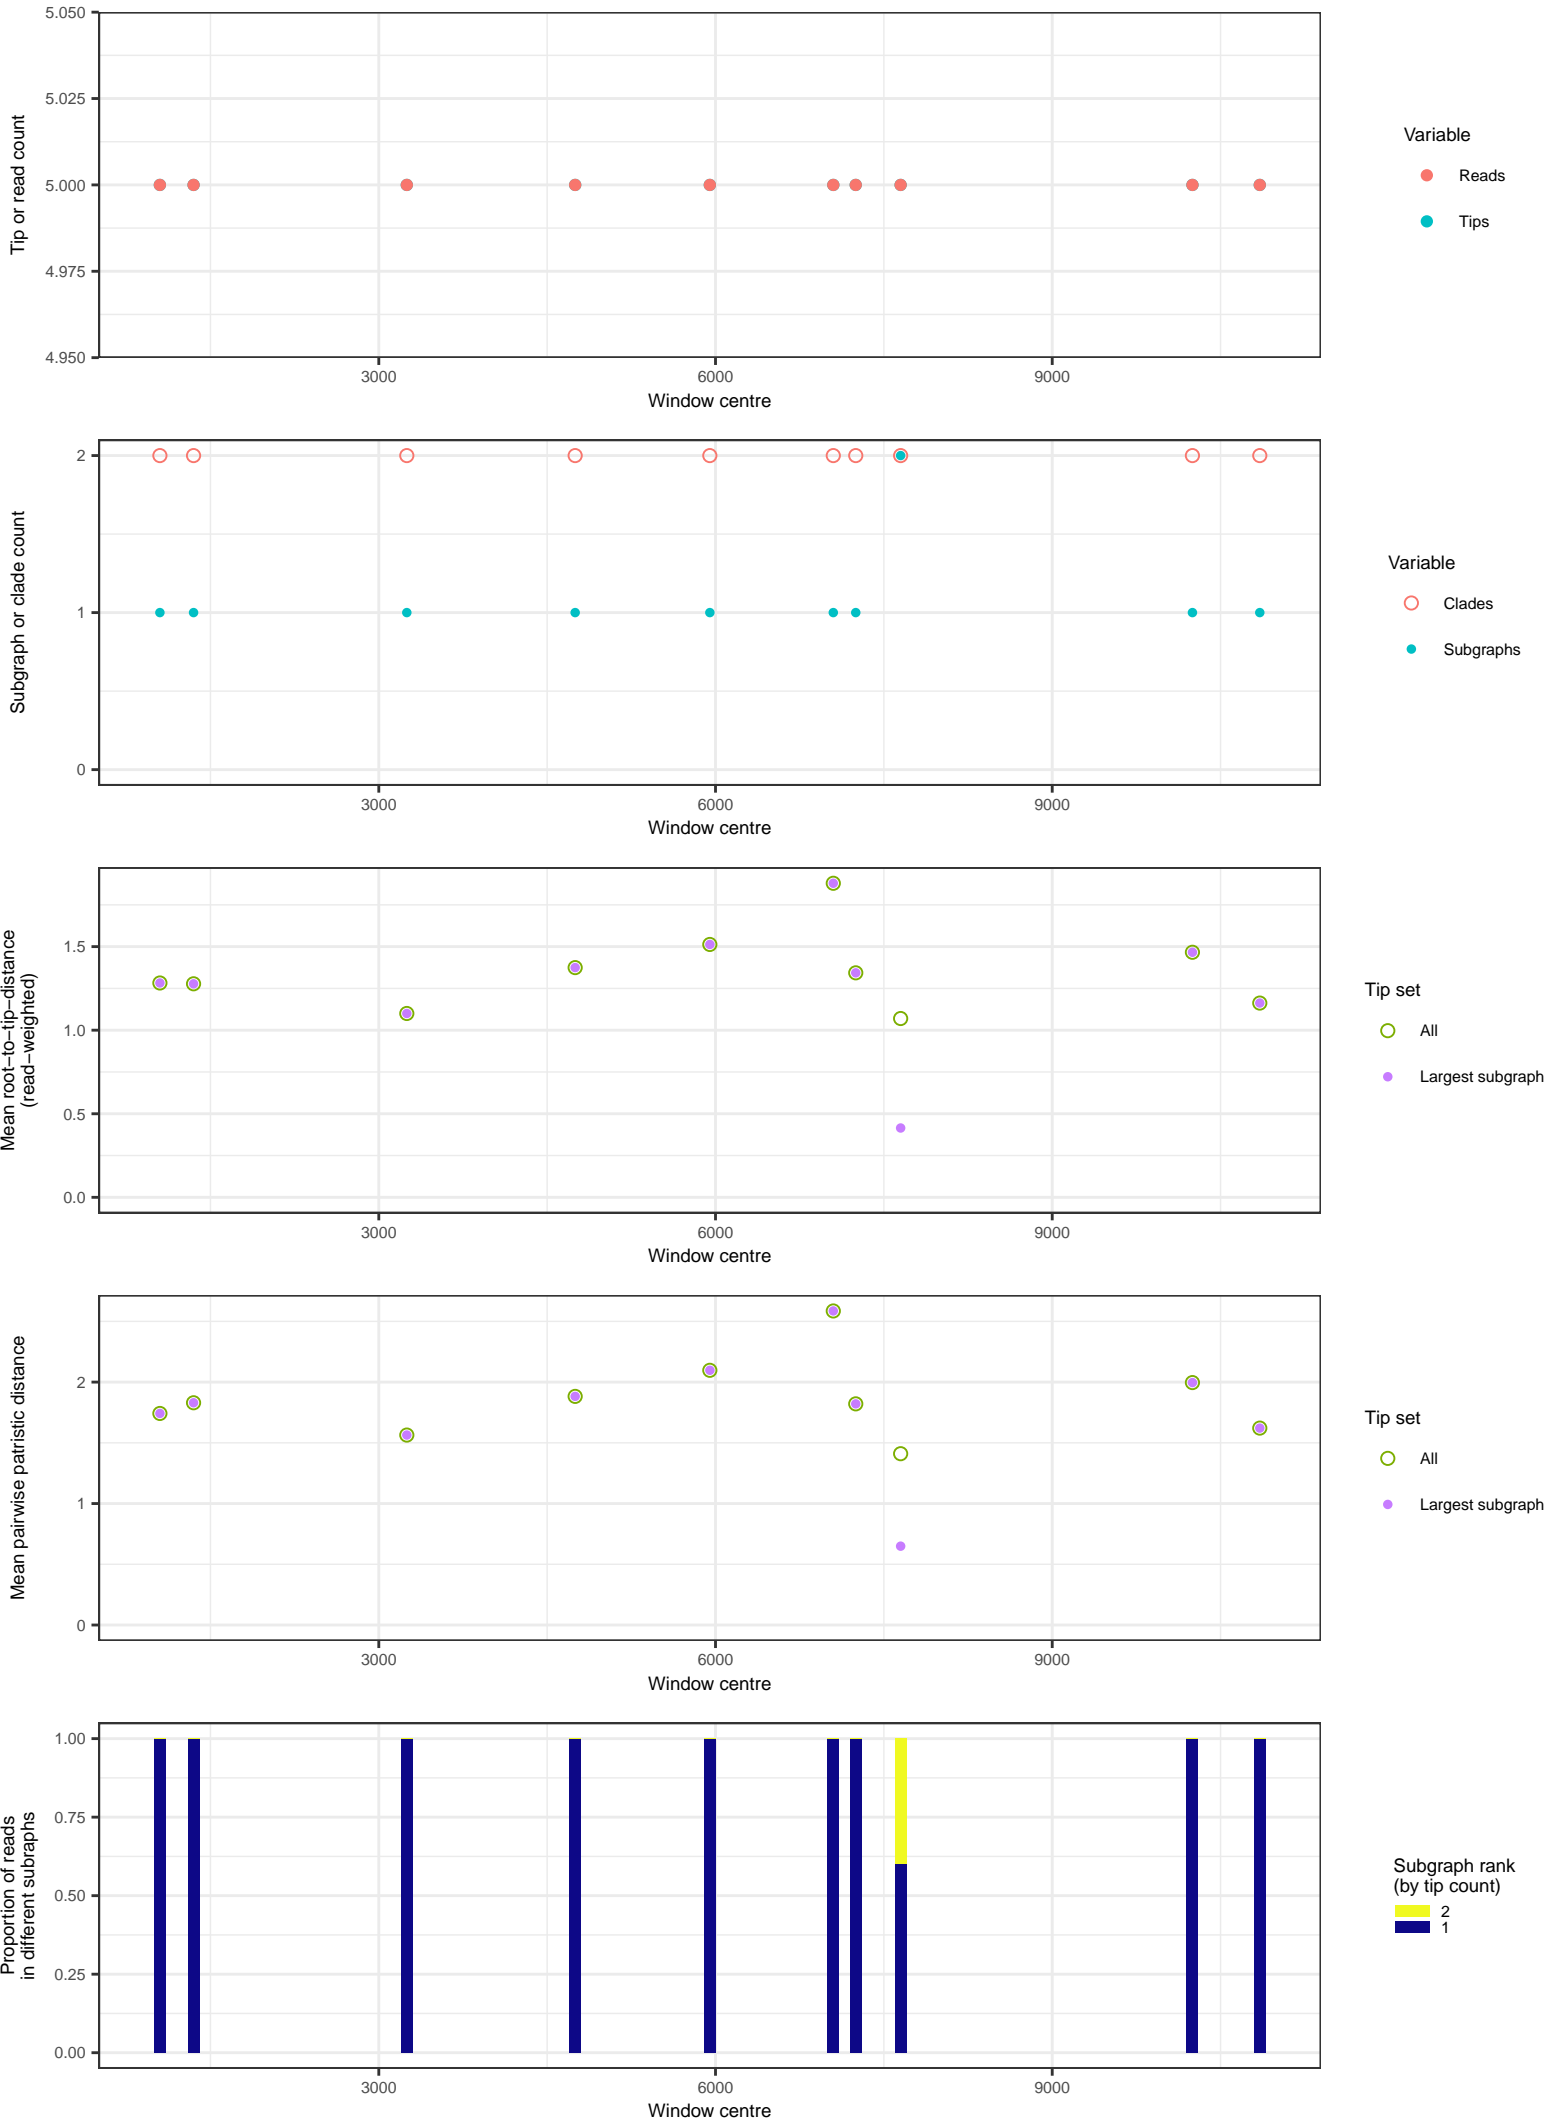 5.050
5.025
5.000
4.975
4.950
Tip or read count
3000 6000 9000
Window centre
Variable
Reads
Tips
2
1
0
Subgraph or clade count
3000 6000 9000
Window centre
Variable
Clades
Subgraphs
1.5
1.0
0.5
0.0
Mean root−to−tip−distance
(read−weighted)
3000 6000 9000
Window centre
Tip set
All
Largest subgraph
2
1
0
Mean pairwise patristic distance
3000 6000 9000
Window centre
Tip set
All
Largest subgraph
1.00
0.75
0.50
0.25
0.00
Proportion of reads
in different subraphs
3000 6000 9000
Window centre
Subgraph rank
(by tip count)
2
1